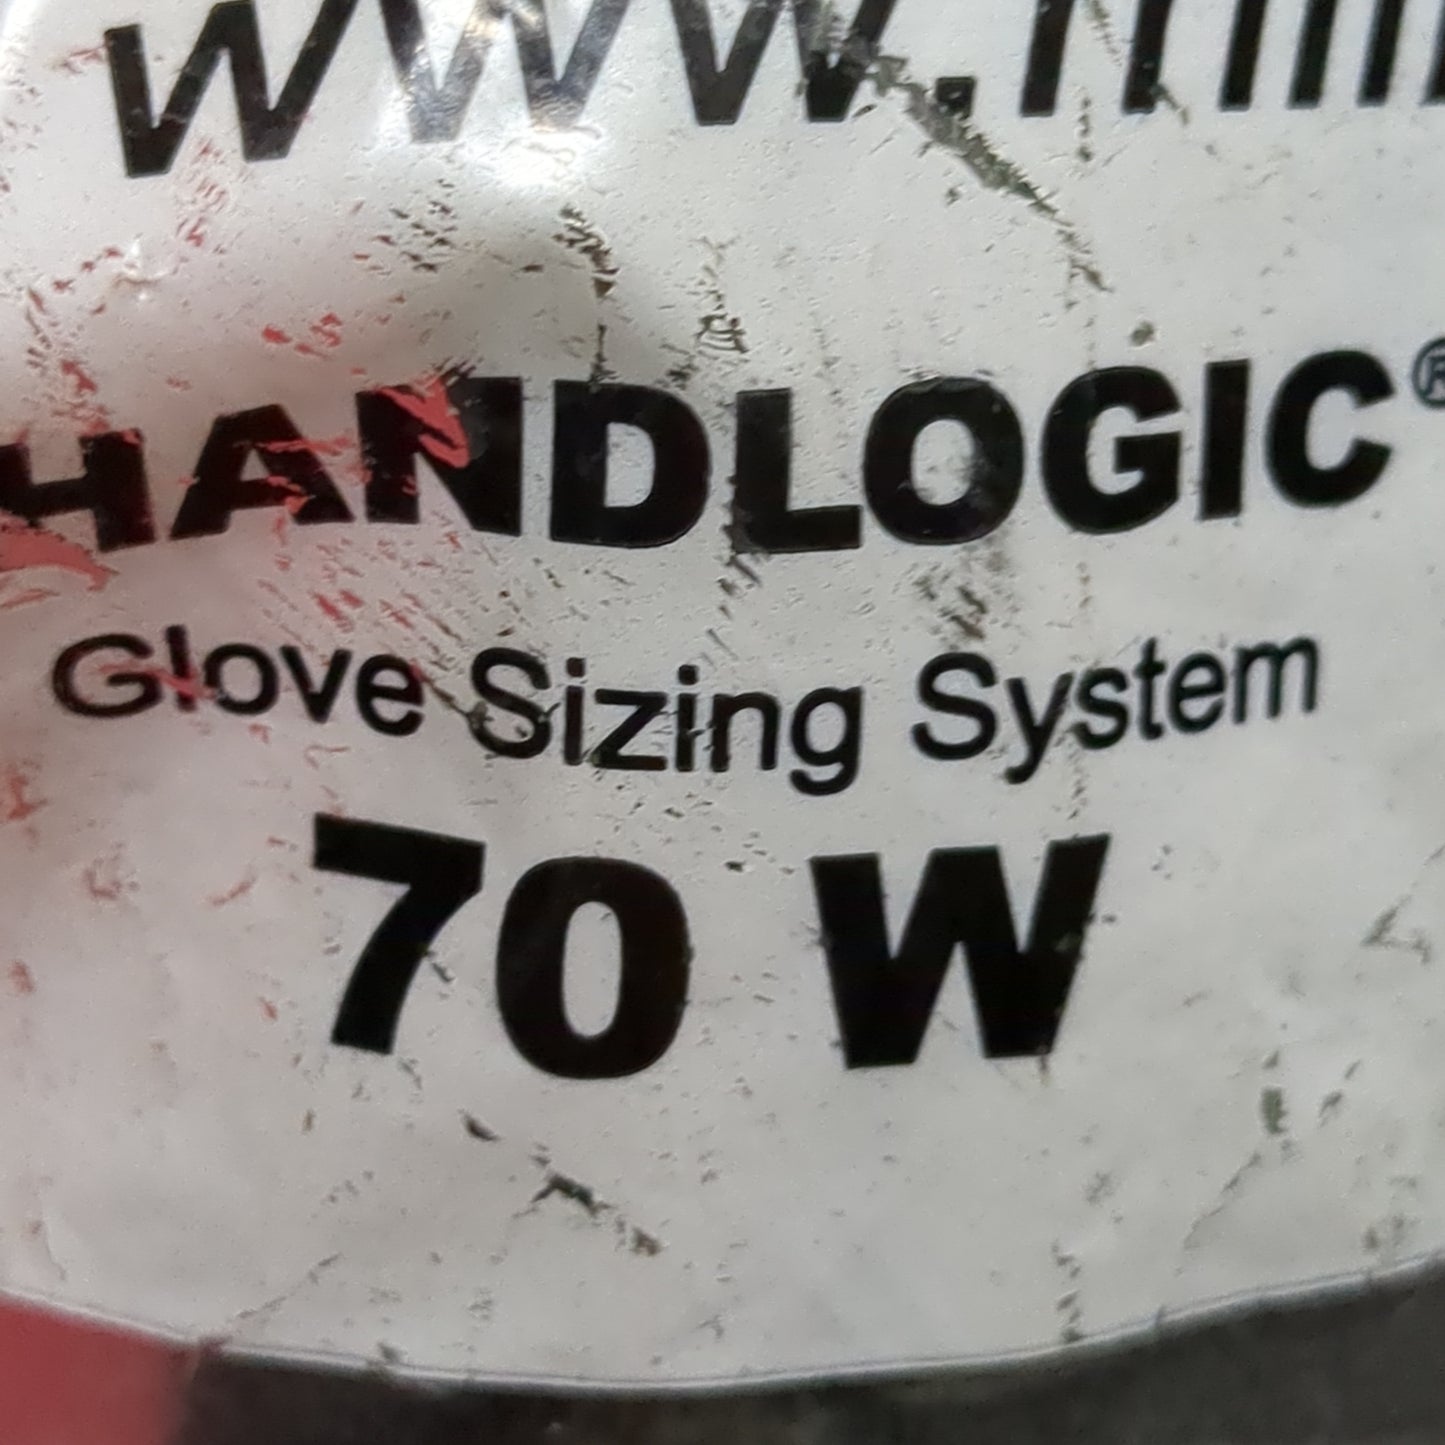 HANDLOGIC®
Glove Sizing System
70 W